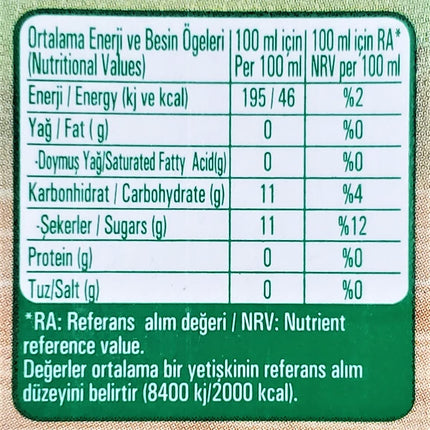 Ortalama Enerji ve Besin Ögeleri (Nutritional Values) | 100 ml için Per 100 ml | 100 ml için RA* NRV per 100 ml
Enerji / Energy (kj ve kcal) 195 / 46 %2
Yağ / Fat ( g) 0 %0
-Doymuş Yağ/Saturated Fatty Acid(g) 0 %0
Karbonhidrat / Carbohydrate (g) 11 %4
-Şekerler / Sugars (g) 11 %12
Protein (g) 0 %0
Tuz/Salt (g) 0 %0
*RA: Referans alım değeri / NRV: Nutrient
reference value.
Değerler ortalama bir yetişkinin referans alım
düzeyini belirtir (8400 kj/2000 kcal).